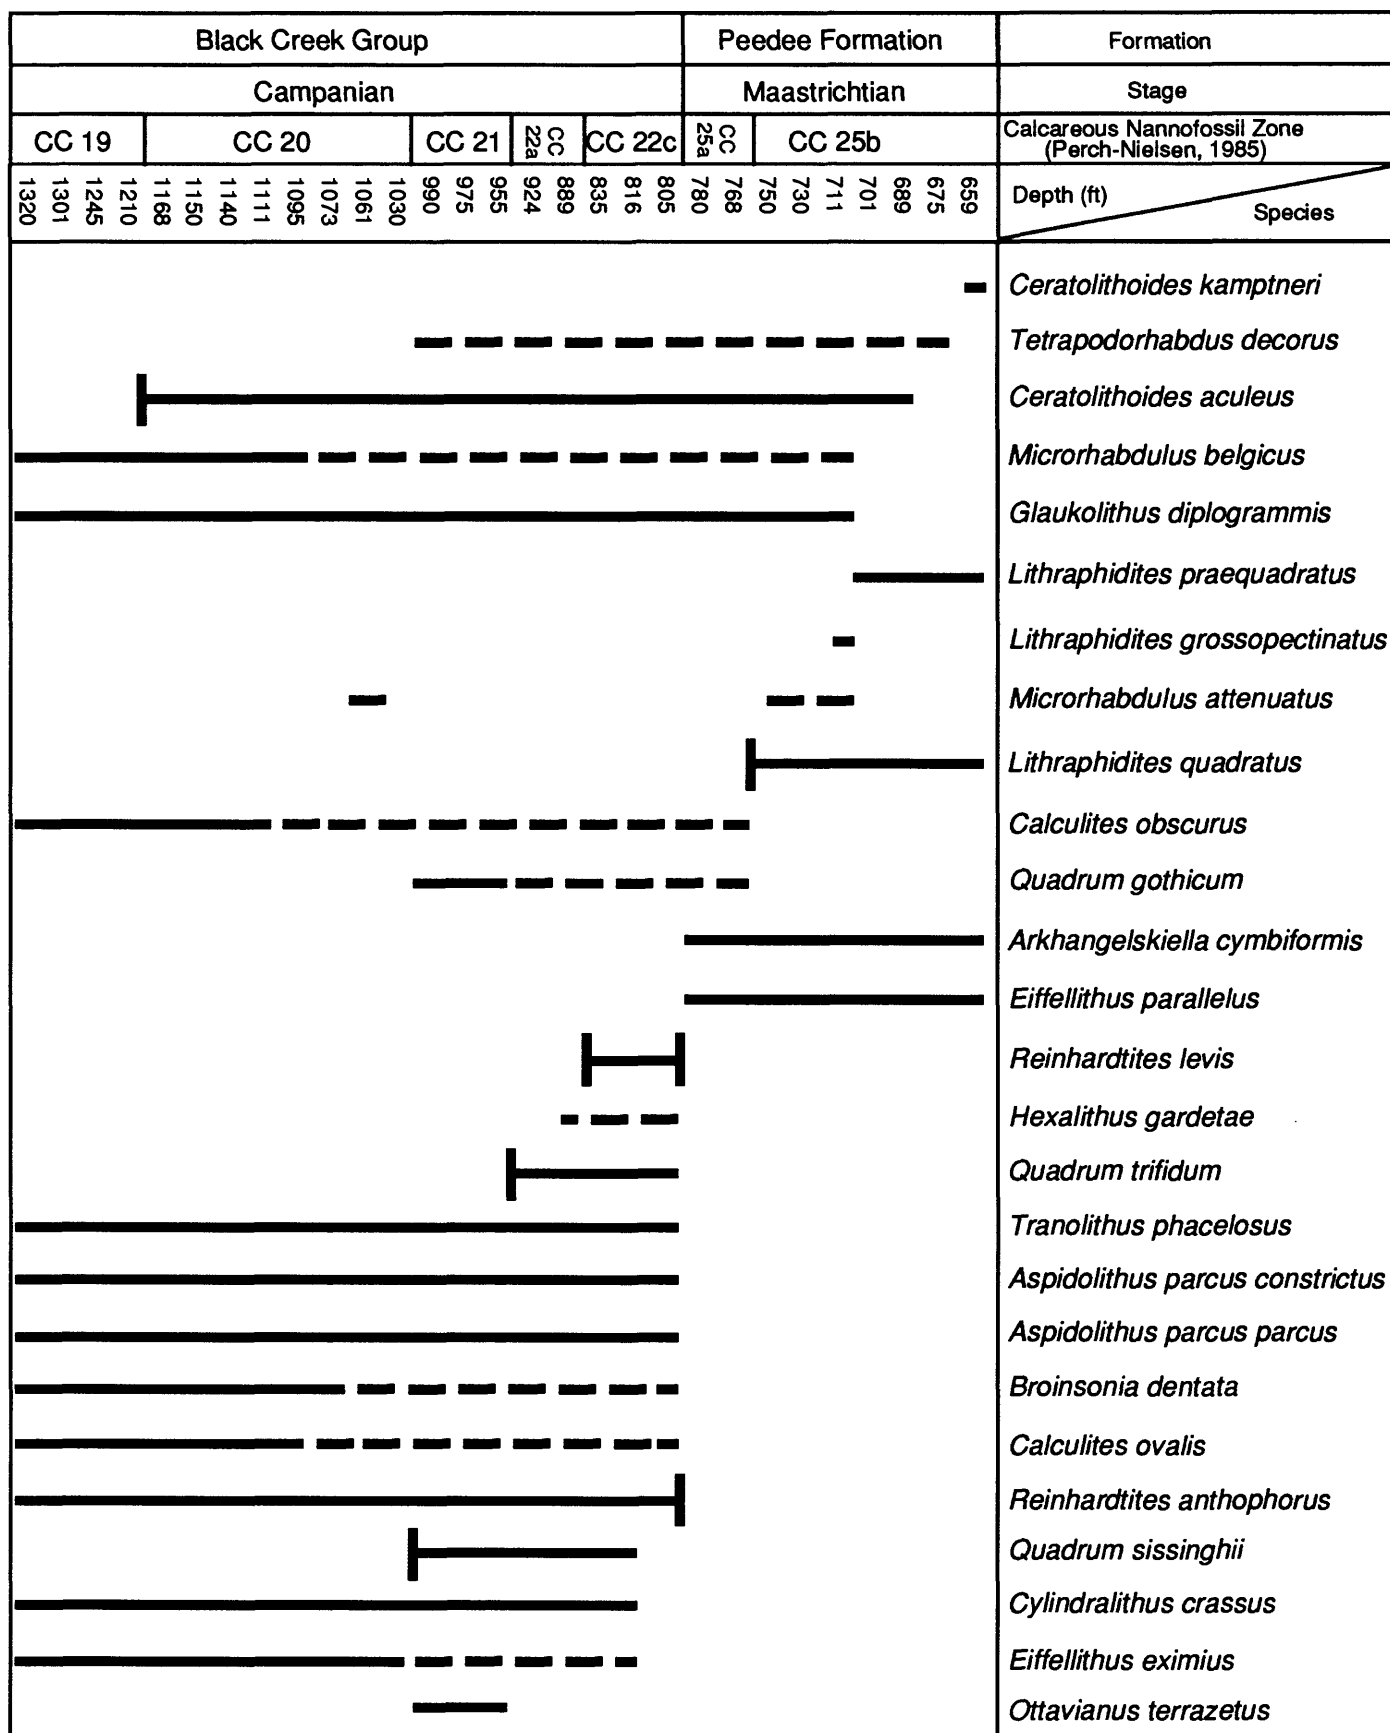 Black Creek Group Peedee Formation Formation
Campanian Maastrichtian Stage
CC 19 CC 20 CC 21 CC 22a CC 22c CC 25a CC 25b Calcareous Nannofossil Zone
(Perch-Nielsen, 1985)
1320 1301 1245 1210 1168 1150 1140 1111 1095 1073 1061 1030 990 975 955 924 889 835 816 805 780 768 750 730 711 701 689 675 659 Depth (ft)
Species
Ceratolithoides kamptneri
Tetrapodorhabdus decorus
Ceratolithoides aculeus
Microrhabdulus belgicus
Glaukolithus diplogrammis
Lithraphidites praequadratus
Lithraphidites grossopectinatus
Microrhabdulus attenuatus
Lithraphidites quadratus
Calculites obscurus
Quadrum gothicum
Arkhangelskiella cymbiformis
Eiffellithus parallelus
Reinhardtites levis
Hexalithus gardetae
Quadrum trifidum
Tranolithus phacelosus
Aspidolithus parcus constrictus
Aspidolithus parcus parcus
Broinsonia dentata
Calculites ovalis
Reinhardtites anthophorus
Quadrum sissinghii
Cylindralithus crassus
Eiffellithus eximius
Ottavianus terrazetus